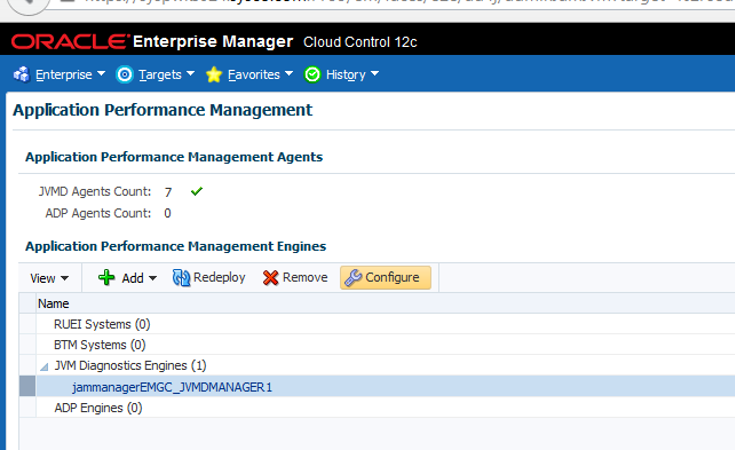 ORACLE Enterprise Manager Cloud Control 12c
Enterprise Targets Favorites History
Application Performance Management
Application Performance Management Agents
JVMD Agents Count: 7
ADP Agents Count: 0
Application Performance Management Engines
View Add Redeploy Remove Configure
Name
RUEI Systems (0)
BTM Systems (0)
JVM Diagnostics Engines (1)
jammanagerEMGC_JVMDMANAGER1
ADP Engines (0)